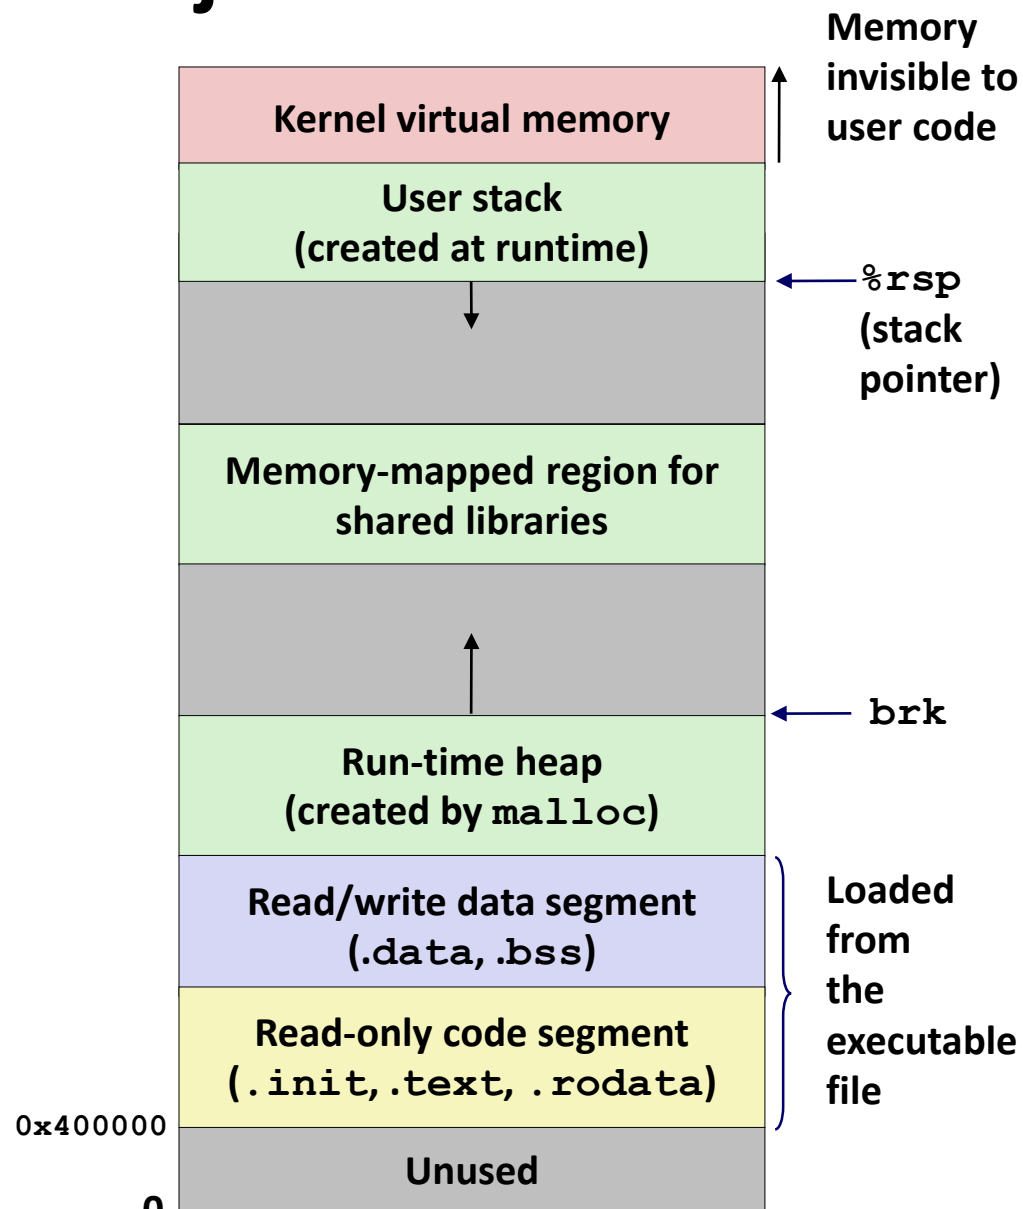 Memory
invisible to
user code
Kernel virtual memory
User stack
(created at runtime)
%rsp
(stack
pointer)
Memory-mapped region for
shared libraries
brk
Run-time heap
(created by malloc)
Read/write data segment
(.data, .bss)
Loaded
from
the
executable
file
Read-only code segment
(.init, .text, .rodata)
0x400000
Unused
0